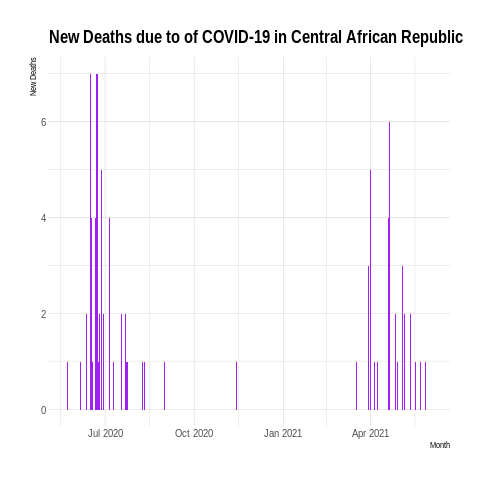 New Deaths due to of COVID-19 in Central African Republic
New Deaths
6
4
2
0
Jul 2020 Oct 2020 Jan 2021 Apr 2021
Month